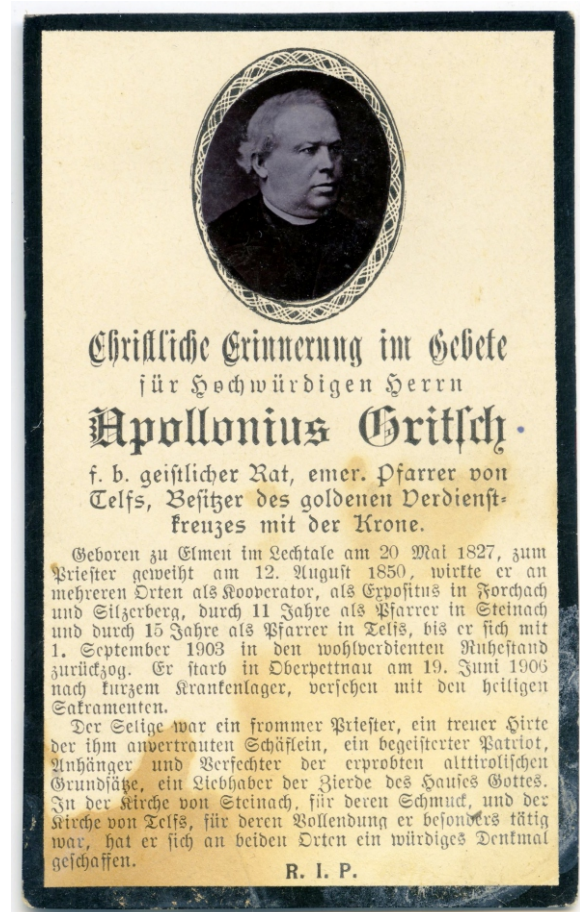 Christliche Erinnerung im Gebete
für Hochwürdigen Herrn
Apollonius Gritsch
f. b. geistlicher Rat, emer. Pfarrer von
Telfs, Besitzer des goldenen Verdienst-
kreuzes mit der Krone.
Geboren zu Elmen im Lechtale am 20 Mai 1827, zum
Priester geweiht am 12. August 1850, wirkte er an
mehreren Orten als Kooperator, als Expositus in Forchach
und Silzerberg, durch 11 Jahre als Pfarrer in Steinach
und durch 15 Jahre als Pfarrer in Telfs, bis er sich mit
1. September 1903 in den wohlverdienten Ruhestand
zurückzog. Er starb in Oberpettnau am 19. Juni 1906
nach kurzem Krankenlager, versehen mit den heiligen
Sakramenten.
Der Selige war ein frommer Priester, ein treuer Hirte
der ihm anvertrauten Schäflein, ein begeisterter Patriot,
Anhänger und Verfechter der erprobten alttirolischen
Grundsätze, ein Liebhaber der Zierde des Hauses Gottes.
In der Kirche von Steinach, für deren Schmuck, und der
Kirche von Telfs, für deren Vollendung er besonders tätig
war, hat er sich an beiden Orten ein würdiges Denkmal
geschaffen.
R. I. P.